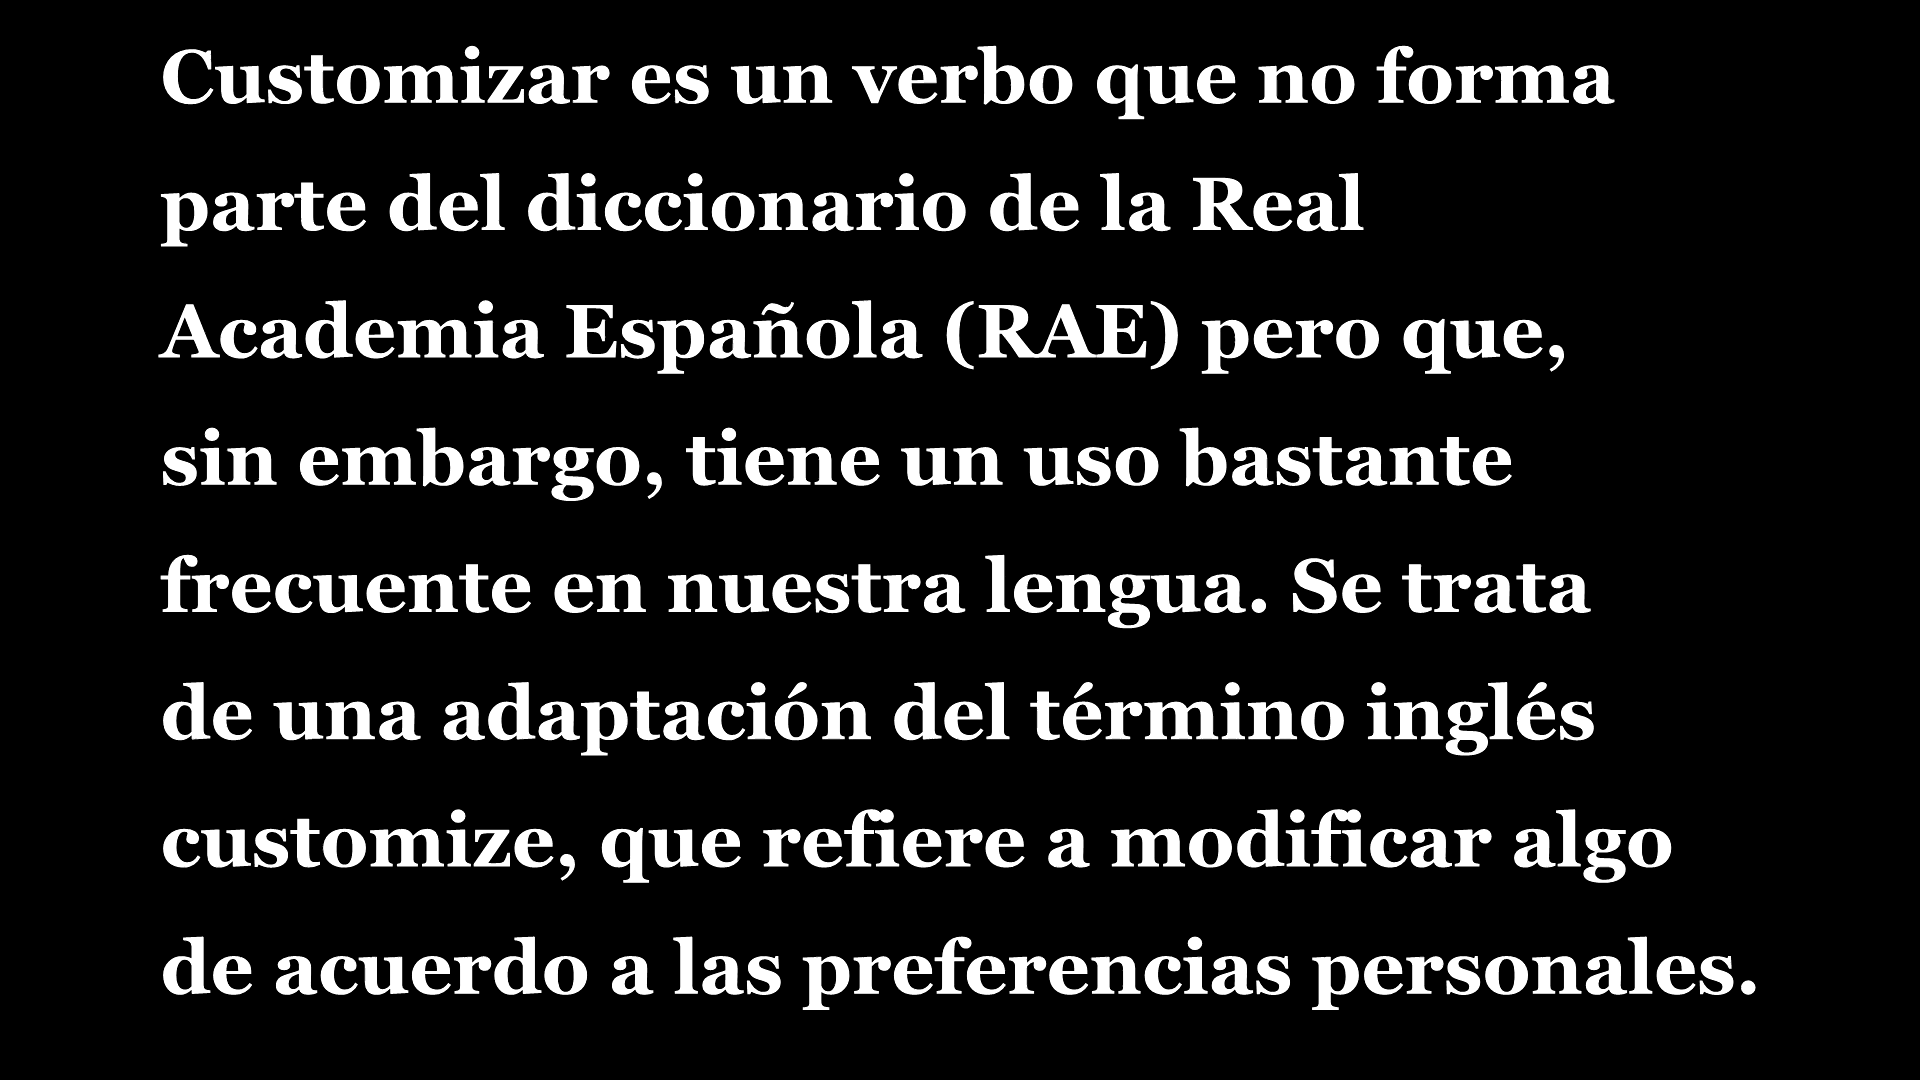 Customizar es un verbo que no forma
parte del diccionario de la Real
Academia Española (RAE) pero que,
sin embargo, tiene un uso bastante
frecuente en nuestra lengua. Se trata
de una adaptación del término inglés
customize, que refiere a modificar algo
de acuerdo a las preferencias personales.